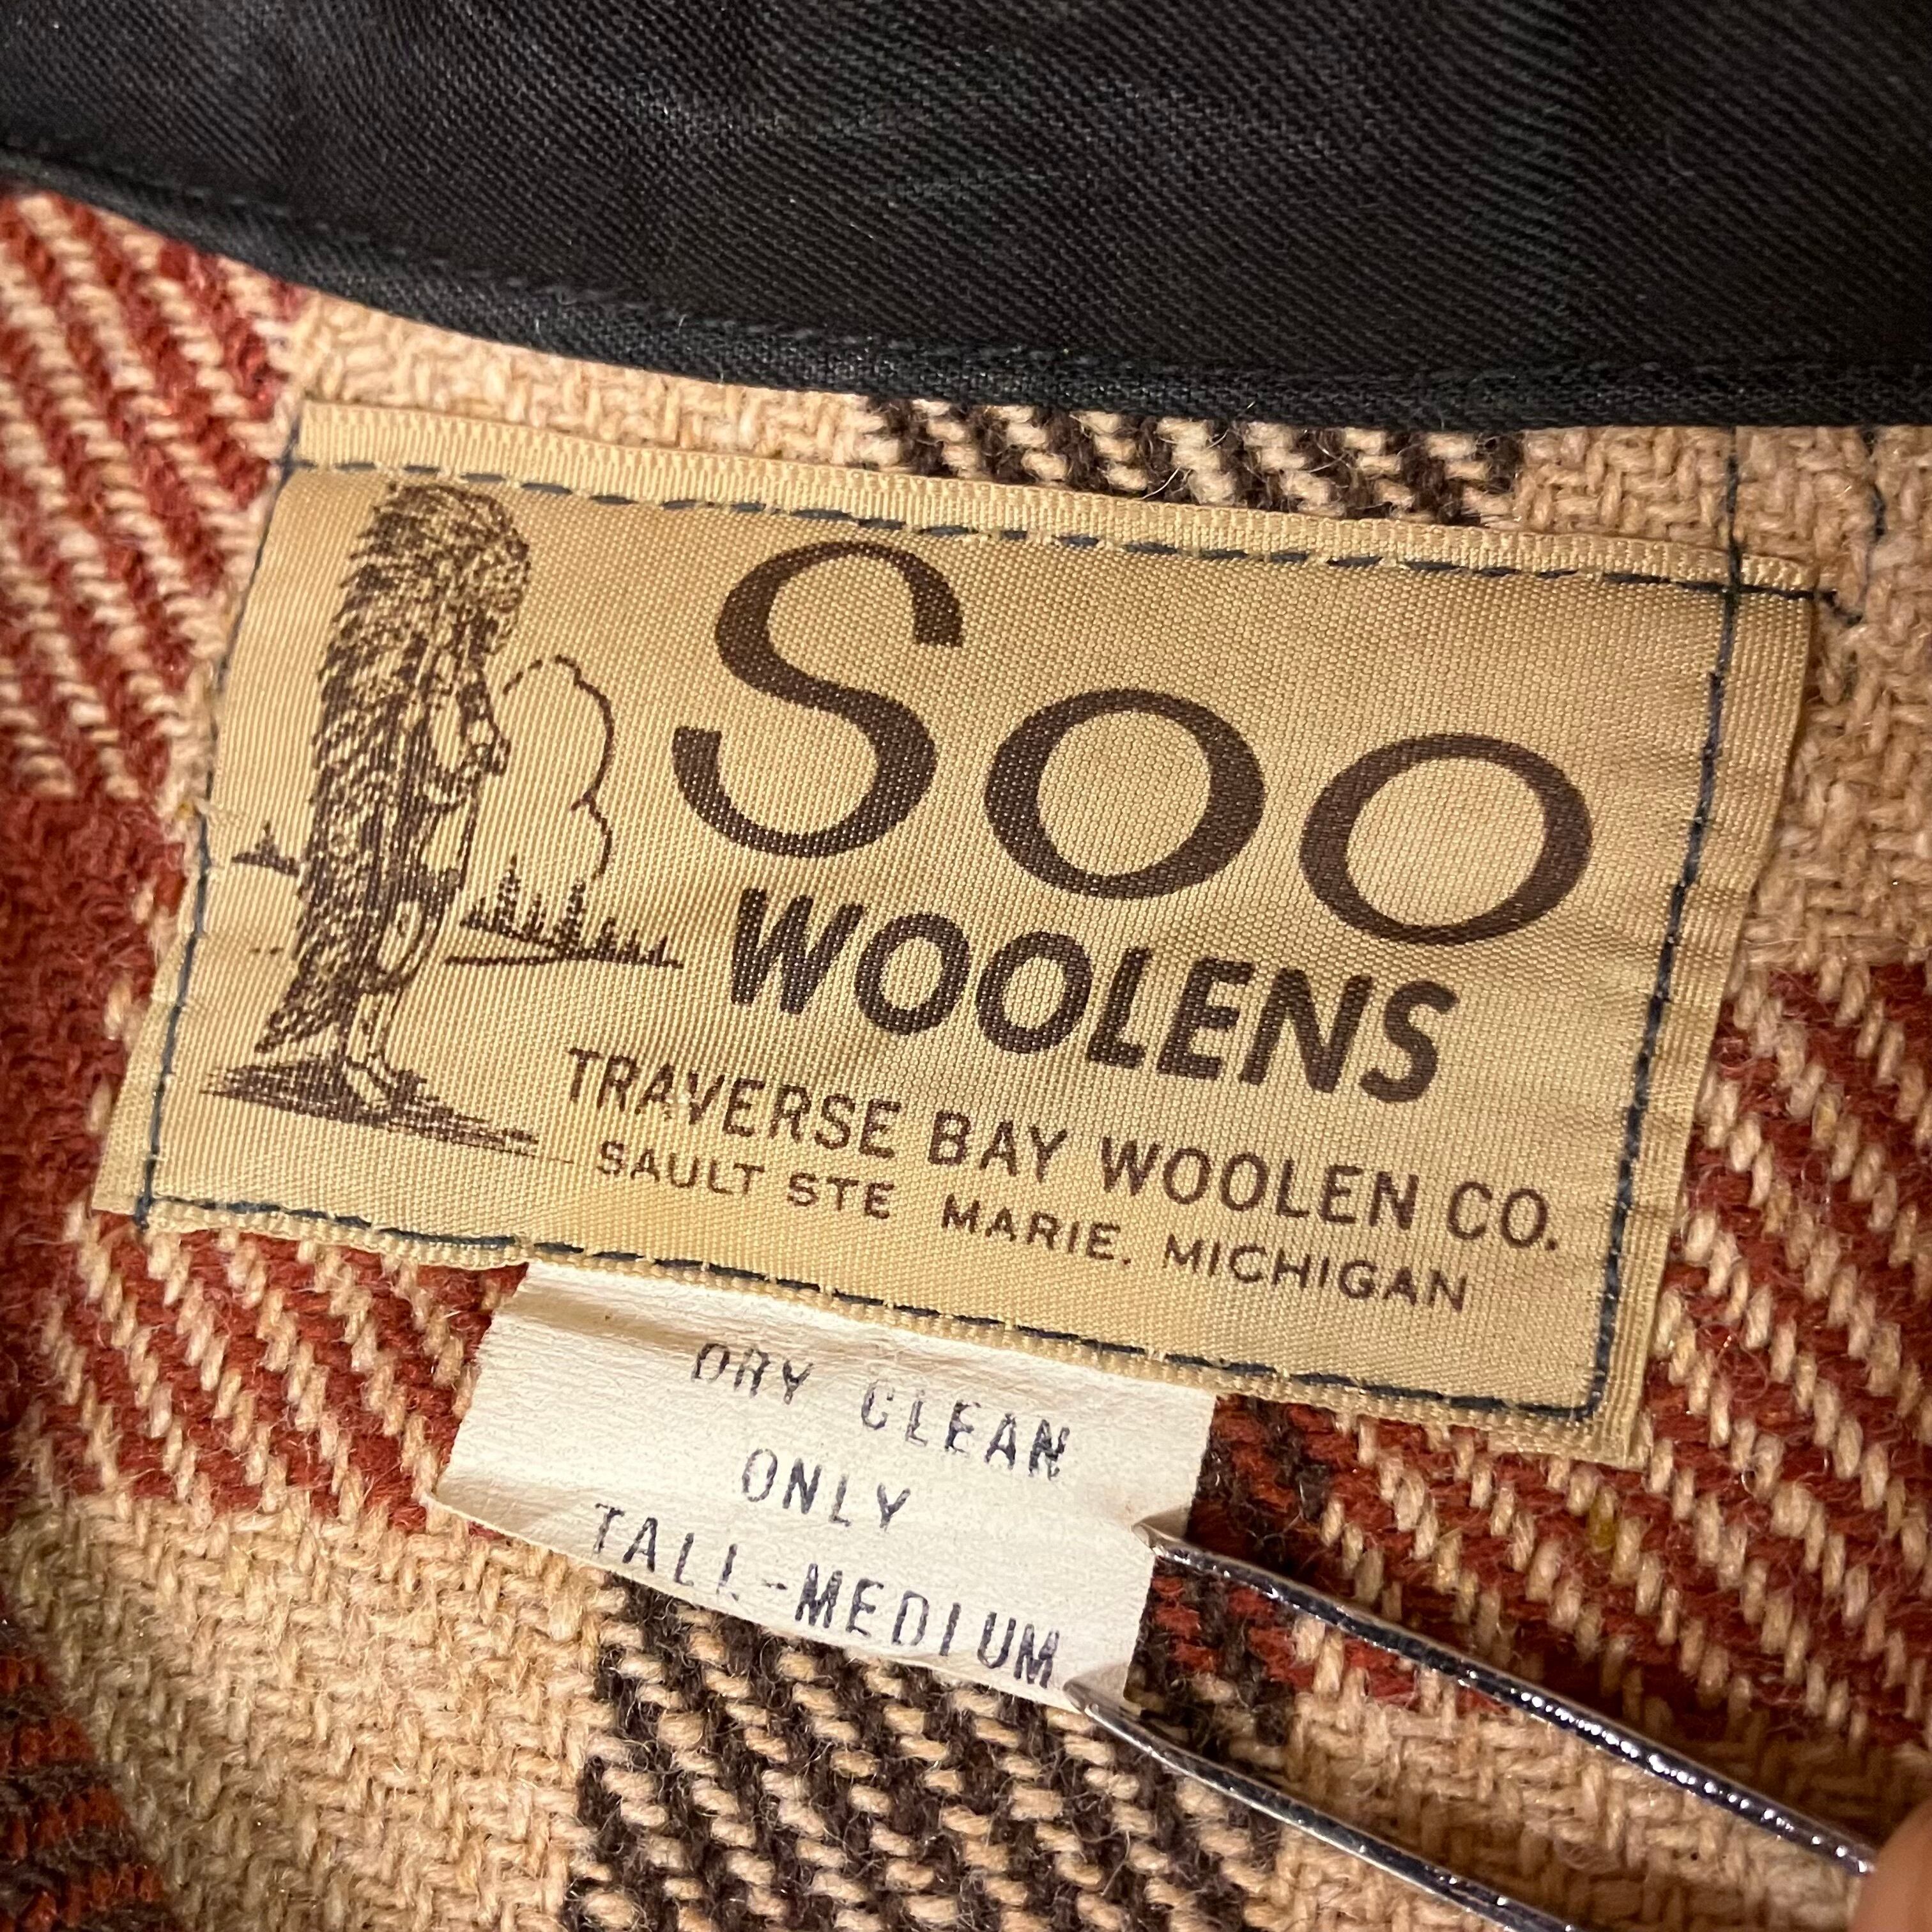 Soo
WOOLENS
TRAVERSE BAY WOOLEN CO.
SAULT STE MARIE, MICHIGAN
DRY CLEAN
ONLY
TALL-MEDIUM